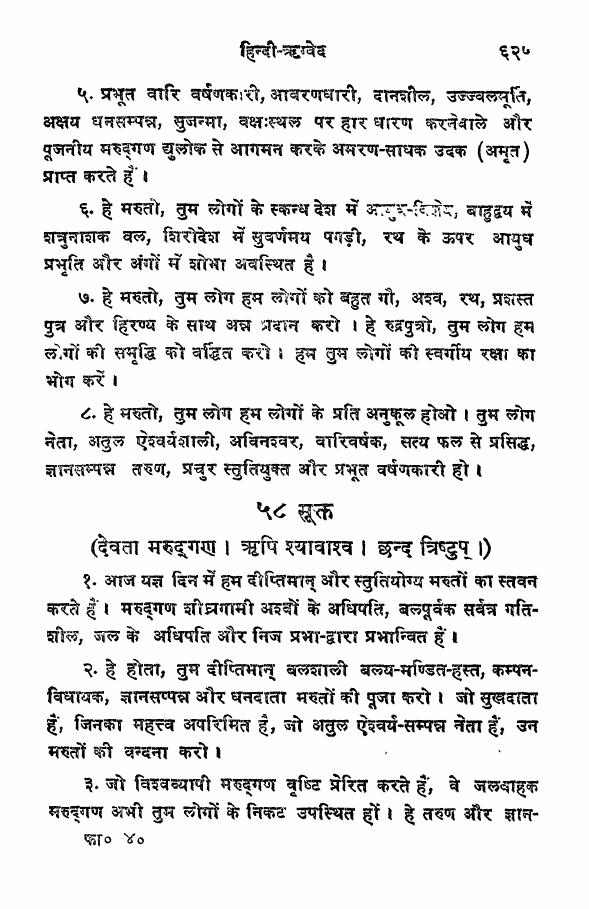 हिन्दी-ऋग्वेद ६२५
५. प्रभूत वारि वर्षणकारी, आवरणधारी, दानशील, उज्ज्वलमूर्ति,
अक्षय धनसम्पन्न, सुजन्मा, वक्षःस्थल पर हार धारण करनेवाले और
पूजनीय मरुद्गण द्युलोक से आगमन करके अमरण-साधक उदक (अमृत)
प्राप्त करते हैं ।
६. हे मरुतो, तुम लोगों के स्कन्ध देश में आयुध-विशेष, बाहुद्वय में
शत्रुनाशक बल, शिरोदेश में सुवर्णमय पगड़ी, रथ के ऊपर आयुध
प्रभृति और अंगों में शोभा अवस्थित है ।
७. हे मरुतो, तुम लोग हम लोगों को बहुत गौ, अश्व, रथ, प्रशस्त
पुत्र और हिरण्य के साथ अन्न प्रदान करो । हे रुद्रपुत्रो, तुम लोग हम
लोगों की समृद्धि को वर्द्धित करो । हम तुम लोगों की स्वर्गीय रक्षा का
भोग करें ।
८. हे मरुतो, तुम लोग हम लोगों के प्रति अनुकूल होओ । तुम लोग
नेता, अतुल ऐश्वर्यशाली, अविनश्वर, वारिवर्षक, सत्य फल से प्रसिद्ध,
ज्ञानसम्पन्न तरुण, प्रचुर स्तुतियुक्त और प्रभूत वर्षणकारी हो ।
५८ सूक्त
(देवता मरुद्गण । ऋषि श्यावाश्व । छन्द त्रिष्टुप् ।)
१. आज यज्ञ दिन में हम दीप्तिमान् और स्तुतियोग्य मरुतों का स्तवन
करते हैं । मरुद्गण शीघ्रगामी अश्वों के अधिपति, बलपूर्वक सर्वत्र गति-
शील, जल के अधिपति और निज प्रभा-द्वारा प्रभान्वित हैं ।
२. हे होता, तुम दीप्तिमान् बलशाली बलय-मण्डित-हस्त, कम्पन-
विधायक, ज्ञानसम्पन्न और धनदाता मरुतों की पूजा करो । जो सुखदाता
हैं, जिनका महत्त्व अपरिमित है, जो अतुल ऐश्वर्य-सम्पन्न नेता हैं, उन
मरुतों की वन्दना करो ।
३. जो विश्वव्यापी मरुद्गण वृष्टि प्रेरित करते हैं, वे जलवाहक
मरुद्गण अभी तुम लोगों के निकट उपस्थित हों । हे तरुण और ज्ञान-
फा० ४०